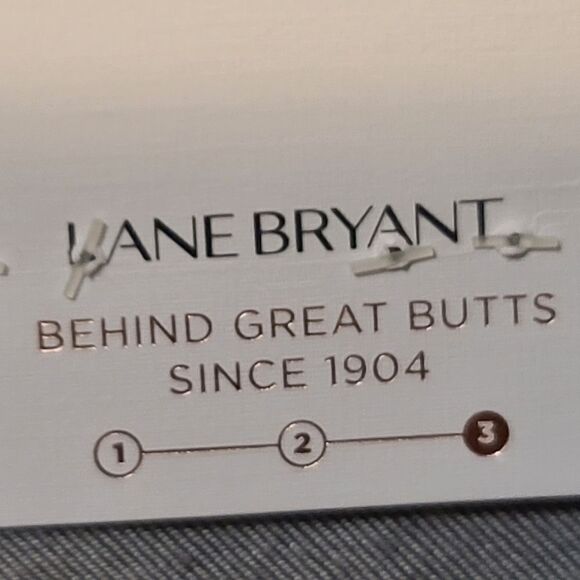 LANE BRYANT
BEHIND GREAT BUTTS
SINCE 1904
1 2 3